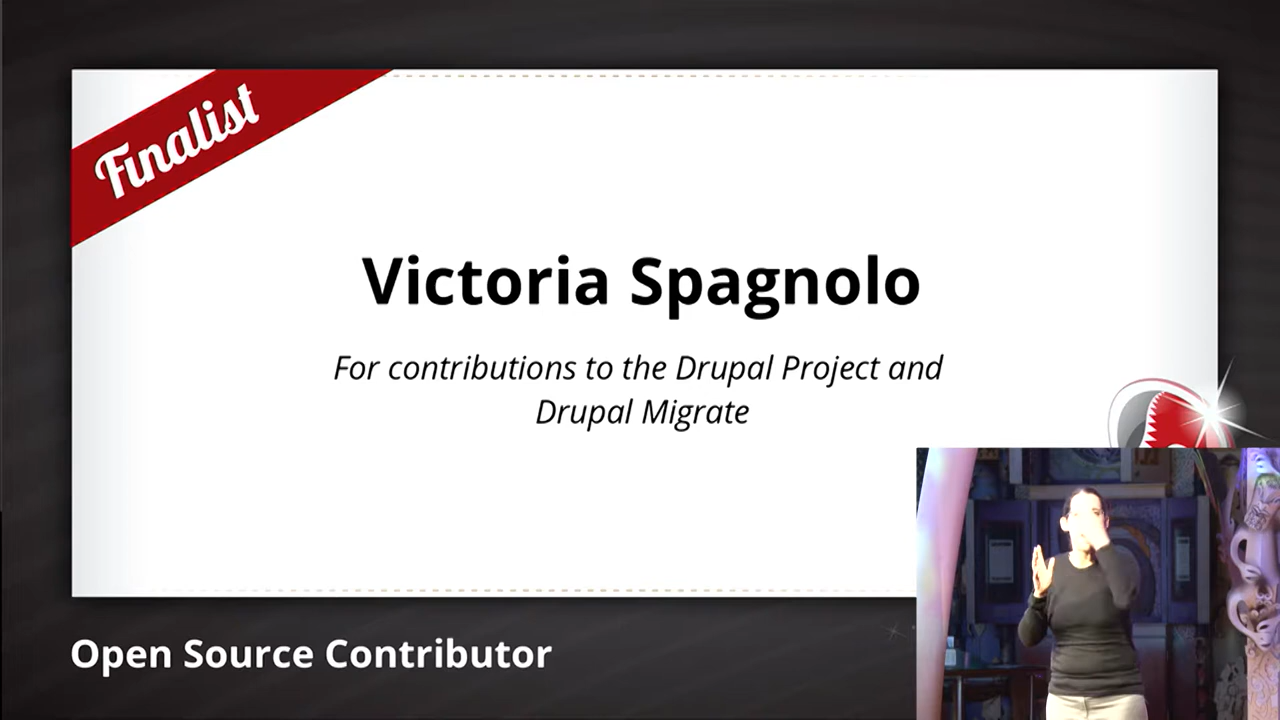 Finalist
Victoria Spagnolo
For contributions to the Drupal Project and
Drupal Migrate
Open Source Contributor